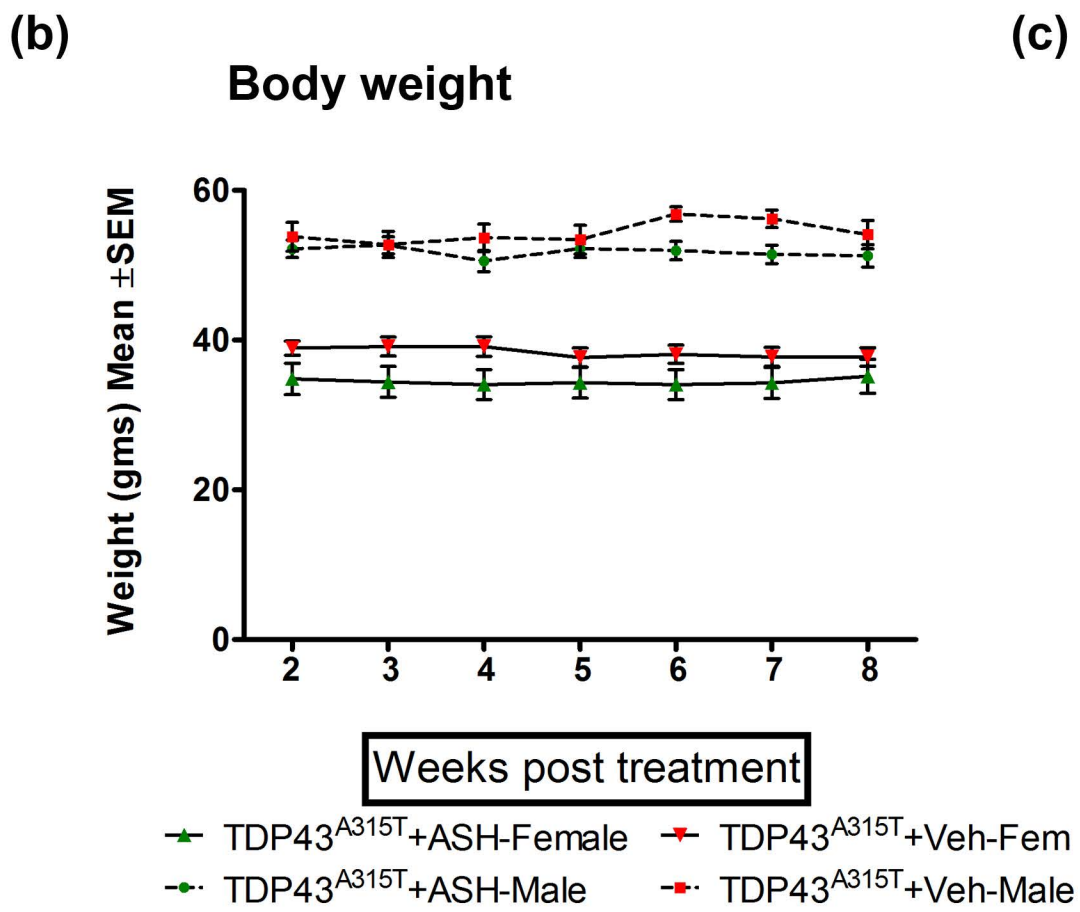 (b)
(c)
Body weight
Weight (gms) Mean ±SEM
60
40
20
0
2 3 4 5 6 7 8
Weeks post treatment
TDP43A315T+ASH-Female TDP43A315T+Veh-Fem
TDP43A315T+ASH-Male TDP43A315T+Veh-Male